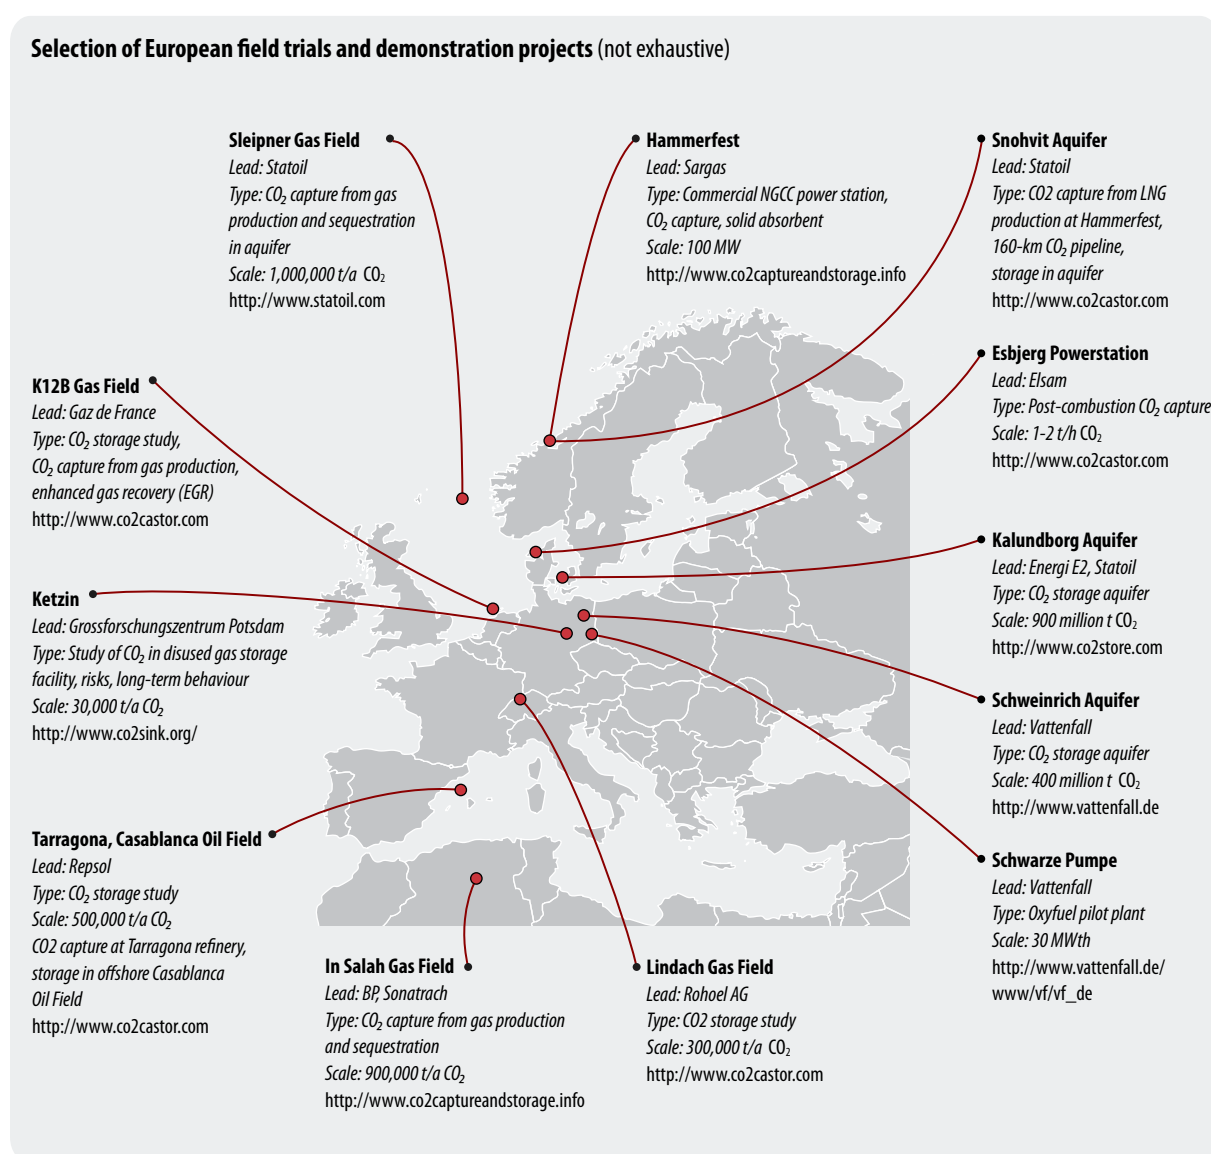 Selection of European field trials and demonstration projects (not exhaustive)
Sleipner Gas Field
Lead: Statoil
Type: CO₂ capture from gas
production and sequestration
in aquifer
Scale: 1,000,000 t/a CO₂
http://www.statoil.com
Hammerfest
Lead: Sargas
Type: Commercial NGCC power station,
CO₂ capture, solid absorbent
Scale: 100 MW
http://www.co2captureandstorage.info
Snohvit Aquifer
Lead: Statoil
Type: CO2 capture from LNG
production at Hammerfest,
160-km CO₂ pipeline,
storage in aquifer
http://www.co2castor.com
Esbjerg Powerstation
Lead: Elsam
Type: Post-combustion CO₂ capture
Scale: 1-2 t/h CO₂
http://www.co2castor.com
K12B Gas Field
Lead: Gaz de France
Type: CO₂ storage study,
CO₂ capture from gas production,
enhanced gas recovery (EGR)
http://www.co2castor.com
Kalundborg Aquifer
Lead: Energi E2, Statoil
Type: CO₂ storage aquifer
Scale: 900 million t CO₂
http://www.co2store.com
Ketzin
Lead: Grossforschungszentrum Potsdam
Type: Study of CO₂ in disused gas storage
facility, risks, long-term behaviour
Scale: 30,000 t/a CO₂
http://www.co2sink.org/
Schweinrich Aquifer
Lead: Vattenfall
Type: CO₂ storage aquifer
Scale: 400 million t CO₂
http://www.vattenfall.de
Tarragona, Casablanca Oil Field
Lead: Repsol
Type: CO₂ storage study
Scale: 500,000 t/a CO₂
CO2 capture at Tarragona refinery,
storage in offshore Casablanca
Oil Field
http://www.co2castor.com
Schwarze Pumpe
Lead: Vattenfall
Type: Oxyfuel pilot plant
Scale: 30 MWth
http://www.vattenfall.de/
www/vf/vf_de
In Salah Gas Field
Lead: BP, Sonatrach
Type: CO₂ capture from gas production
and sequestration
Scale: 900,000 t/a CO₂
http://www.co2captureandstorage.info
Lindach Gas Field
Lead: Rohoel AG
Type: CO2 storage study
Scale: 300,000 t/a CO₂
http://www.co2castor.com